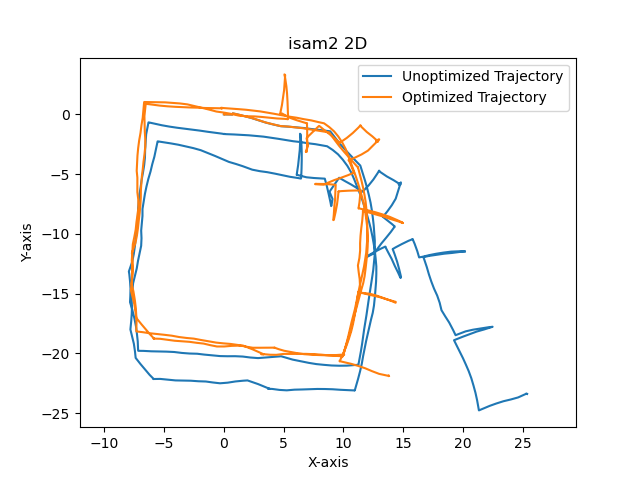 isam2 2D
Unoptimized Trajectory
Optimized Trajectory
Y-axis
0
−5
−10
−15
−20
−25
−10
−5
0
5
10
15
20
25
X-axis